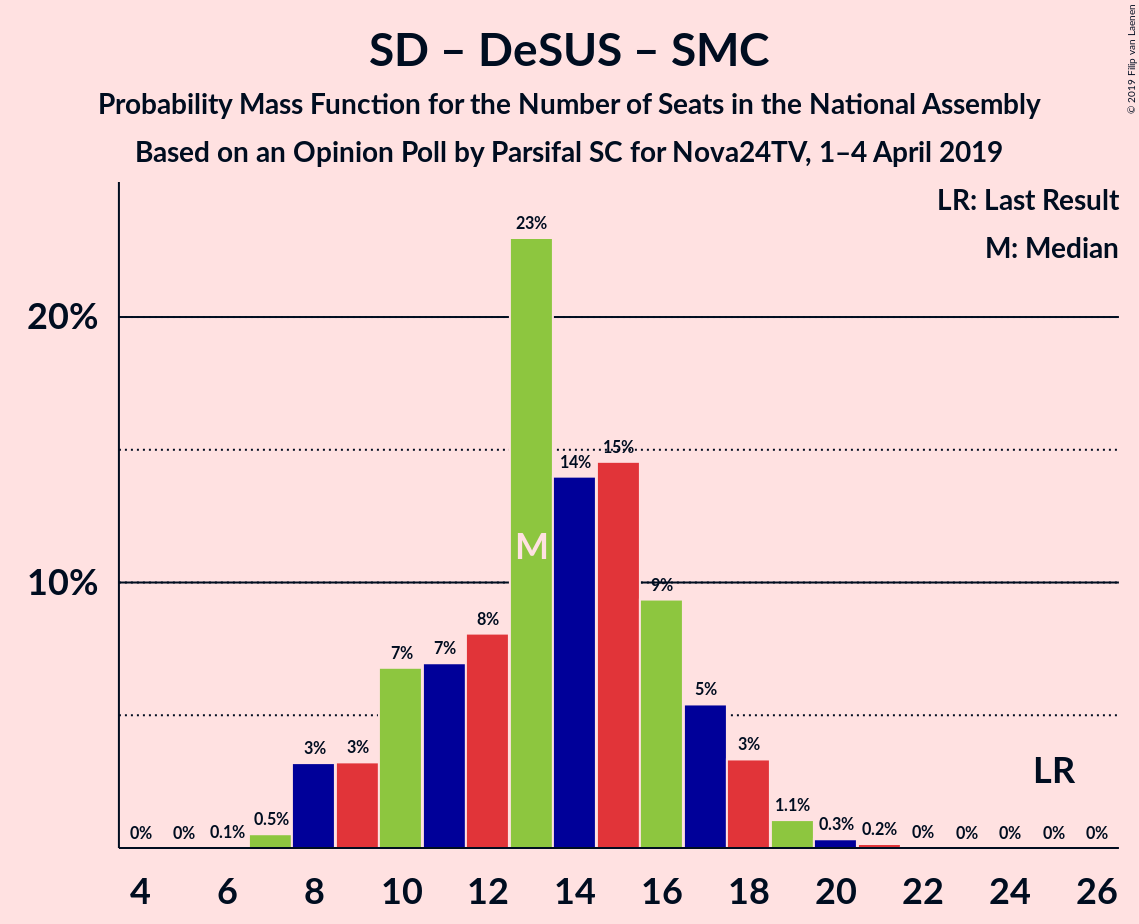 SD – DeSUS – SMC
Probability Mass Function for the Number of Seats in the National Assembly
Based on an Opinion Poll by Parsifal SC for Nova24TV, 1–4 April 2019
© 2019 Filip van Laenen
LR: Last Result
M: Median
20%
10%
0% 0% 0.1% 0.5% 3% 3% 7% 7% 8% 23% 14% 15% 9% 5% 3% 1.1% 0.3% 0.2% 0% 0% 0% 0% 0%
M
LR
4 6 8 10 12 14 16 18 20 22 24 26